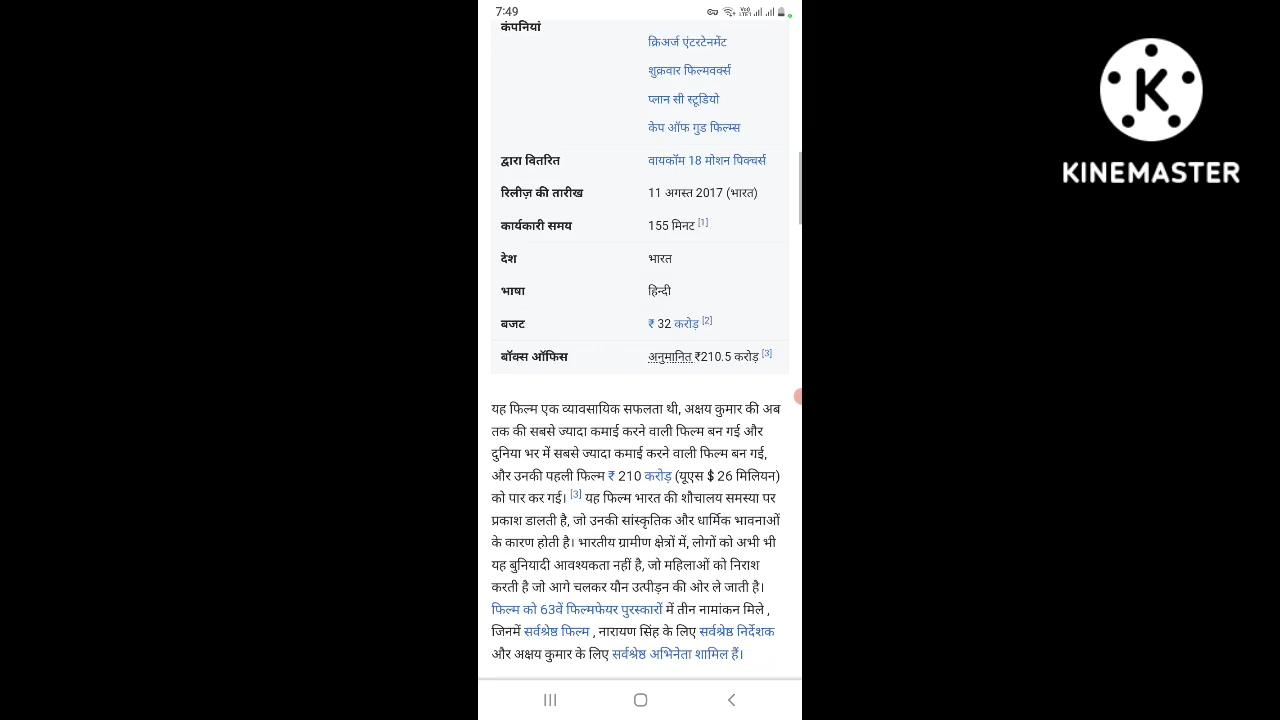 7:49
कंपनियां
क्रिअर्ज एंटरटेनमेंट
शुक्रवार फिल्मवर्क्स
प्लान सी स्टूडियो
केप ऑफ गुड फिल्म्स
द्वारा वितरित वायकॉम 18 मोशन पिक्चर्स
रिलीज़ की तारीख 11 अगस्त 2017 (भारत)
कार्यकारी समय 155 मिनट [1]
देश भारत
भाषा हिन्दी
बजट ₹ 32 करोड़ [2]
बॉक्स ऑफिस अनुमानित ₹210.5 करोड़ [3]
यह फिल्म एक व्यावसायिक सफलता थी, अक्षय कुमार की अब
तक की सबसे ज्यादा कमाई करने वाली फिल्म बन गई और
दुनिया भर में सबसे ज्यादा कमाई करने वाली फिल्म बन गई,
और उनकी पहली फिल्म ₹ 210 करोड़ (यूएस $ 26 मिलियन)
को पार कर गई। [3] यह फिल्म भारत की शौचालय समस्या पर
प्रकाश डालती है, जो उनकी सांस्कृतिक और धार्मिक भावनाओं
के कारण होती है। भारतीय ग्रामीण क्षेत्रों में, लोगों को अभी भी
यह बुनियादी आवश्यकता नहीं है, जो महिलाओं को निराश
करती है जो आगे चलकर यौन उत्पीड़न की ओर ले जाती है।
फिल्म को 63वें फिल्मफेयर पुरस्कारों में तीन नामांकन मिले ,
जिनमें सर्वश्रेष्ठ फिल्म , नारायण सिंह के लिए सर्वश्रेष्ठ निर्देशक
और अक्षय कुमार के लिए सर्वश्रेष्ठ अभिनेता शामिल हैं।
K
KINEMASTER